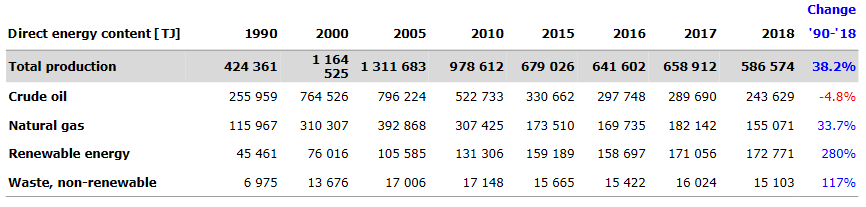 Change
Direct energy content [TJ] 1990 2000 2005 2010 2015 2016 2017 2018 '90-'18
Total production 424 361 1 164 525 1 311 683 978 612 679 026 641 602 658 912 586 574 38.2%
Crude oil 255 959 764 526 796 224 522 733 330 662 297 748 289 690 243 629 -4.8%
Natural gas 115 967 310 307 392 868 307 425 173 510 169 735 182 142 155 071 33.7%
Renewable energy 45 461 76 016 105 585 131 306 159 189 158 697 171 056 172 771 280%
Waste, non-renewable 6 975 13 676 17 006 17 148 15 665 15 422 16 024 15 103 117%